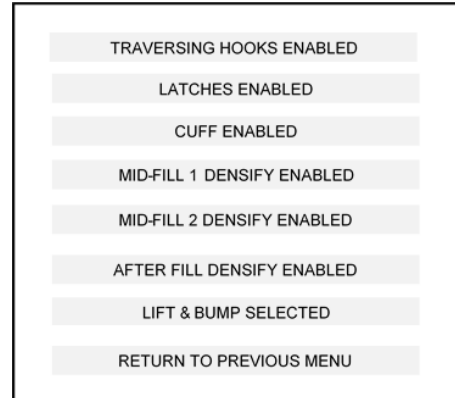 TRAVERSING HOOKS ENABLED
LATCHES ENABLED
CUFF ENABLED
MID-FILL 1 DENSIFY ENABLED
MID-FILL 2 DENSIFY ENABLED
AFTER FILL DENSIFY ENABLED
LIFT & BUMP SELECTED
RETURN TO PREVIOUS MENU